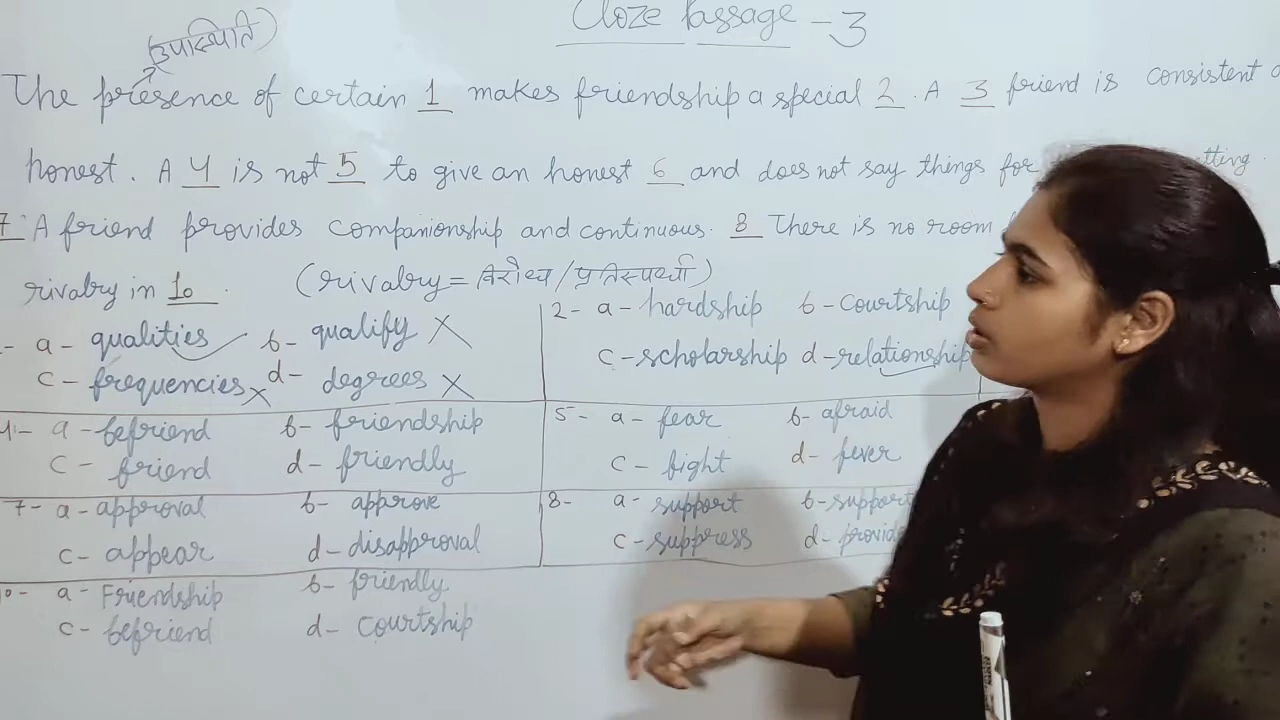 Cloze Passage - 3
(उपस्थिति)
The presence of certain 1 makes friendship a special 2. A 3 friend is consistent
honest. A 4 is not 5 to give an honest 6 and does not say things for
7 A friend provides companionship and continuous. 8 There is no room
rivalry in 10. (rivalry = विरोध / प्रतिस्पर्धा)
a - qualities b - qualify X
c - frequencies X d - degrees X
2 - a - hardship b - courtship
c - scholarship d - relationship
4 - a - befriend b - friendship
c - friend d - friendly
5 - a - fear b - afraid
c - fight d - fever
7 - a - approval b - approve
c - appear d - disapproval
8 - a - support b - support
c - suppress d - provid
a - Friendship b - friendly
c - befriend d - courtship